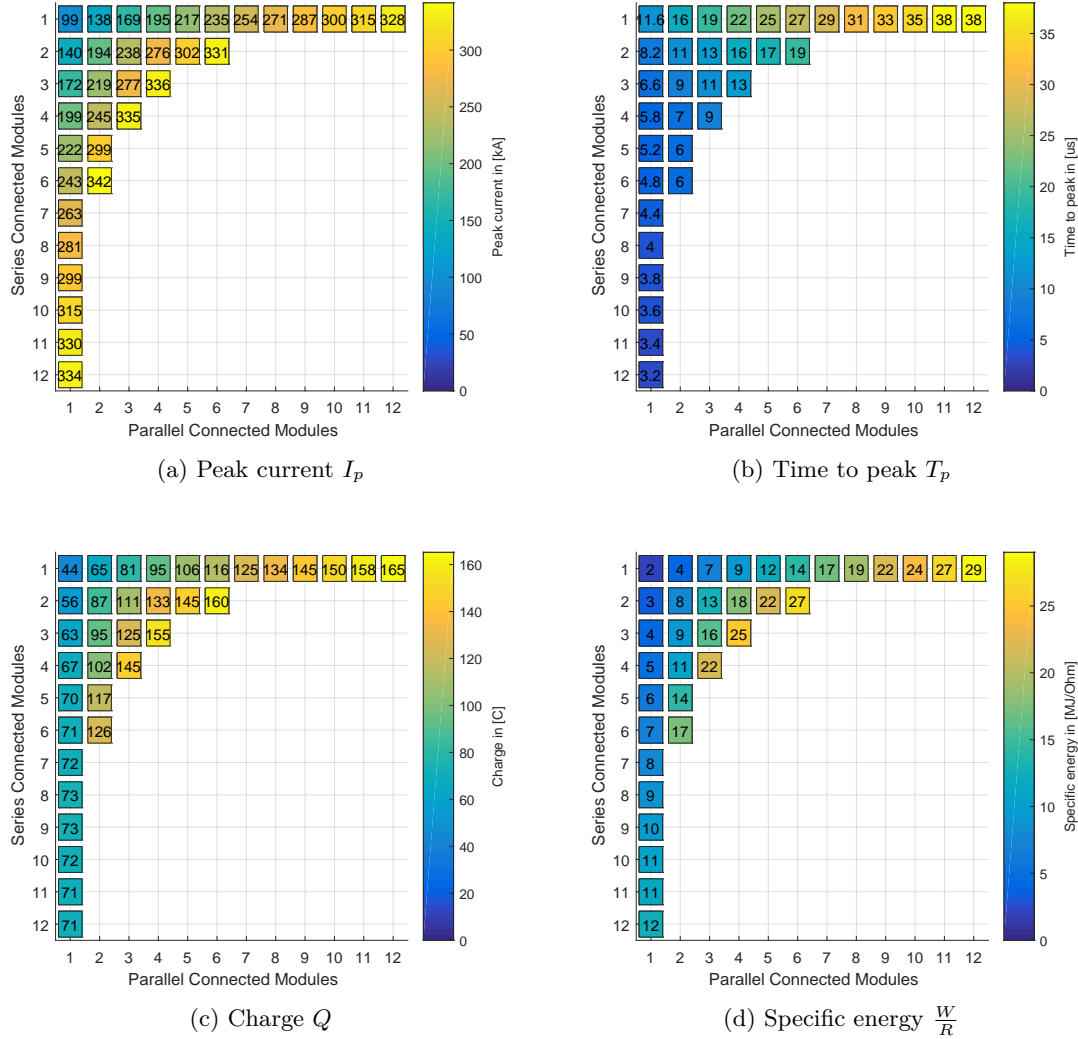 1 99 138 169 195 217 235 254 271 287 300 315 328
2 140 194 238 276 302 331
3 172 219 277 336
4 199 245 335
5 222 299
6 243 342
7 263
8 281
9 299
10 315
11 330
12 334
1 2 3 4 5 6 7 8 9 10 11 12
Parallel Connected Modules
Series Connected Modules
300
250
200
150
100
50
0
Peak current in [kA]
(a) Peak current I_p
1 11.6 16 19 22 25 27 29 31 33 35 38 38
2 8.2 11 13 16 17 19
3 6.6 9 11 13
4 5.8 7 9
5 5.2 6
6 4.8 6
7 4.4
8 4
9 3.8
10 3.6
11 3.4
12 3.2
1 2 3 4 5 6 7 8 9 10 11 12
Parallel Connected Modules
Series Connected Modules
35
30
25
20
15
10
5
0
Time to peak in [us]
(b) Time to peak T_p
1 44 65 81 95 106 116 125 134 145 150 158 165
2 56 87 111 133 145 160
3 63 95 125 155
4 67 102 145
5 70 117
6 71 126
7 72
8 73
9 73
10 72
11 71
12 71
1 2 3 4 5 6 7 8 9 10 11 12
Parallel Connected Modules
Series Connected Modules
160
140
120
100
80
60
40
20
0
Charge in [C]
(c) Charge Q
1 2 4 7 9 12 14 17 19 22 24 27 29
2 3 8 13 18 22 27
3 4 9 16 25
4 5 11 22
5 6 14
6 7 17
7 8
8 9
9 10
10 11
11 11
12 12
1 2 3 4 5 6 7 8 9 10 11 12
Parallel Connected Modules
Series Connected Modules
25
20
15
10
5
0
Specific energy in [MJ/Ohm]
(d) Specific energy W/R